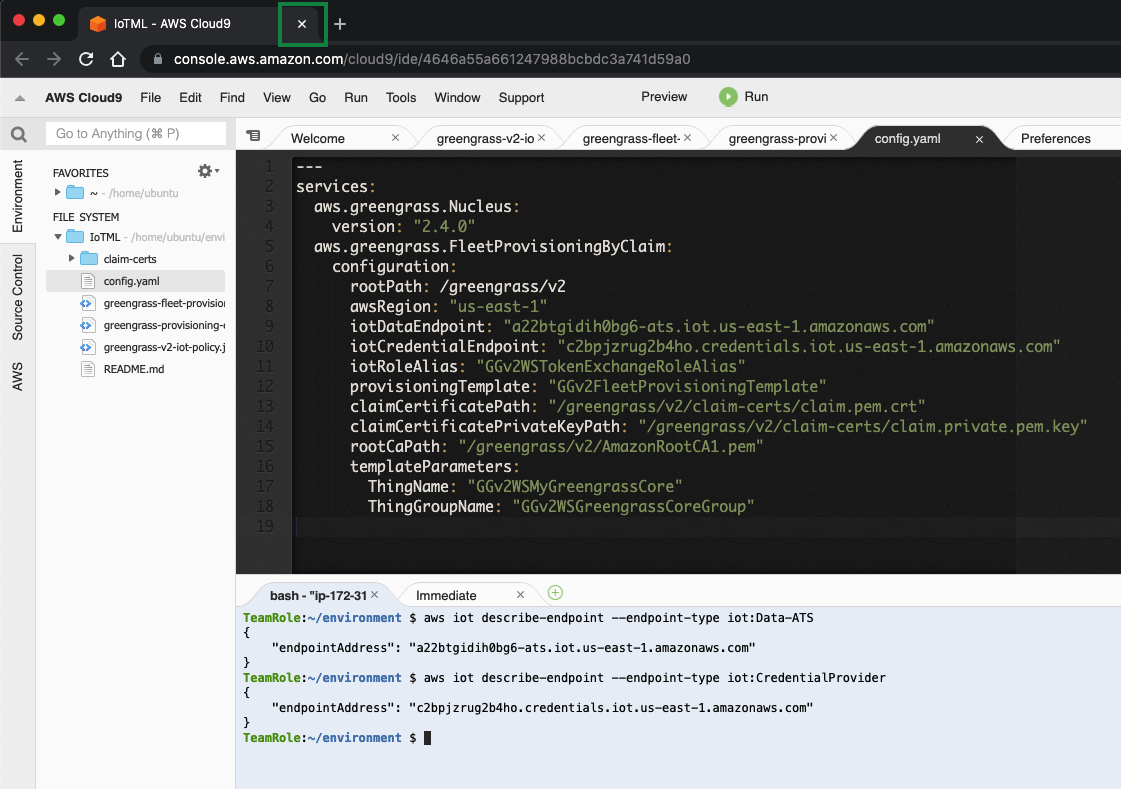 IoTML - AWS Cloud9
console.aws.amazon.com/cloud9/ide/4646a55a661247988bcbdc3a741d59a0
AWS Cloud9 File Edit Find View Go Run Tools Window Support Preview Run
Go to Anything (⌘ P)
Welcome greengrass-v2-io greengrass-fleet- greengrass-provi config.yaml Preferences
Environment
Source Control
AWS
FAVORITES
~ - /home/ubuntu
FILE SYSTEM
IoTML - /home/ubuntu/envi
claim-certs
config.yaml
greengrass-fleet-provision
greengrass-provisioning-
greengrass-v2-iot-policy.j
README.md
1 ---
2 services:
3 aws.greengrass.Nucleus:
4 version: "2.4.0"
5 aws.greengrass.FleetProvisioningByClaim:
6 configuration:
7 rootPath: /greengrass/v2
8 awsRegion: "us-east-1"
9 iotDataEndpoint: "a22btgidih0bg6-ats.iot.us-east-1.amazonaws.com"
10 iotCredentialEndpoint: "c2bpjzrug2b4ho.credentials.iot.us-east-1.amazonaws.com"
11 iotRoleAlias: "GGv2WSTokenExchangeRoleAlias"
12 provisioningTemplate: "GGv2FleetProvisioningTemplate"
13 claimCertificatePath: "/greengrass/v2/claim-certs/claim.pem.crt"
14 claimCertificatePrivateKeyPath: "/greengrass/v2/claim-certs/claim.private.pem.key"
15 rootCaPath: "/greengrass/v2/AmazonRootCA1.pem"
16 templateParameters:
17 ThingName: "GGv2WSMyGreengrassCore"
18 ThingGroupName: "GGv2WSGreengrassCoreGroup"
19
bash - "ip-172-31 Immediate
TeamRole:~/environment $ aws iot describe-endpoint --endpoint-type iot:Data-ATS
{
"endpointAddress": "a22btgidih0bg6-ats.iot.us-east-1.amazonaws.com"
}
TeamRole:~/environment $ aws iot describe-endpoint --endpoint-type iot:CredentialProvider
{
"endpointAddress": "c2bpjzrug2b4ho.credentials.iot.us-east-1.amazonaws.com"
}
TeamRole:~/environment $